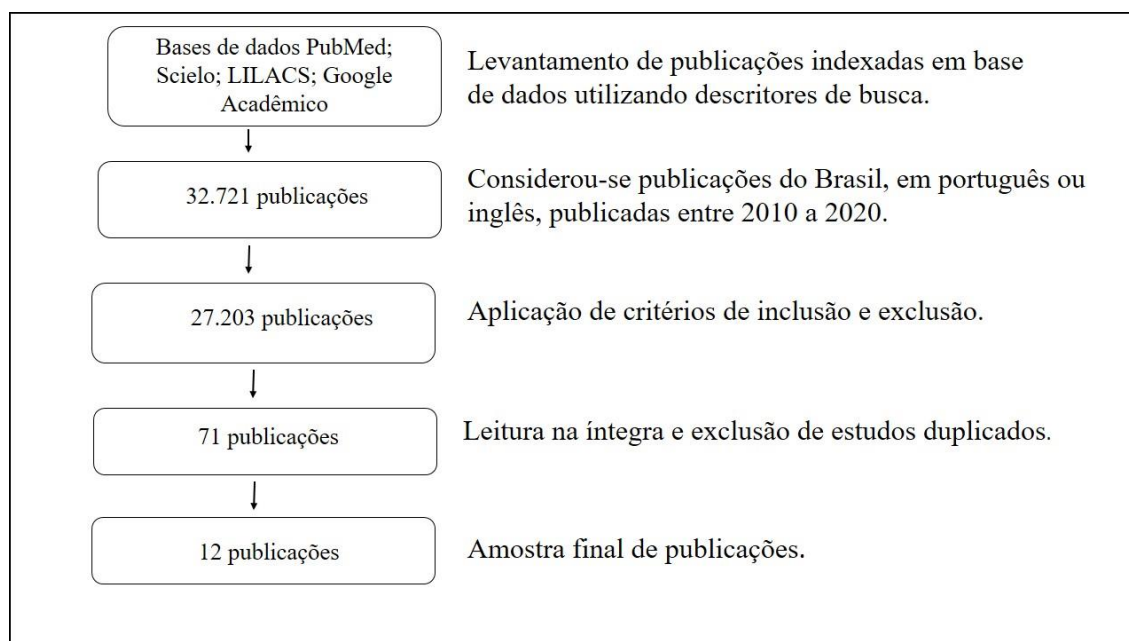 Bases de dados PubMed;
Scielo; LILACS; Google
Acadêmico
Levantamento de publicações indexadas em base
de dados utilizando descritores de busca.
32.721 publicações
Considerou-se publicações do Brasil, em português ou
inglês, publicadas entre 2010 a 2020.
27.203 publicações
Aplicação de critérios de inclusão e exclusão.
71 publicações
Leitura na íntegra e exclusão de estudos duplicados.
12 publicações
Amostra final de publicações.